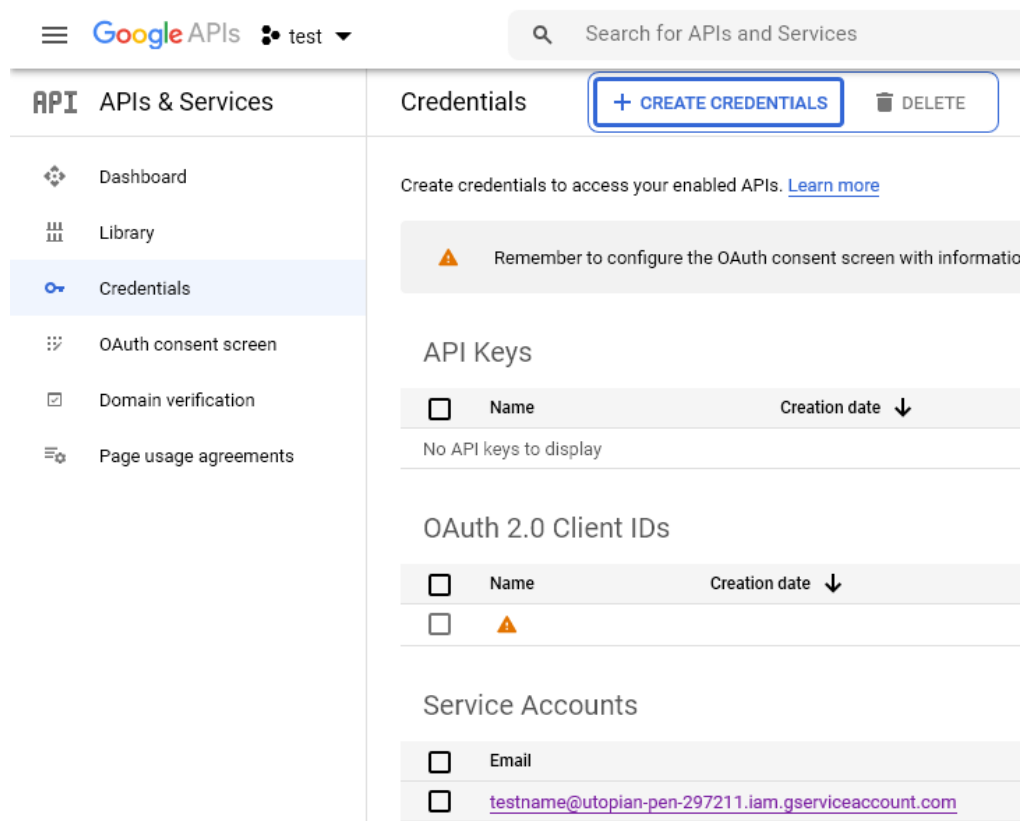 Google APIs test Search for APIs and Services
API APIs & Services Credentials + CREATE CREDENTIALS DELETE
Dashboard
Create credentials to access your enabled APIs. Learn more
Library
Remember to configure the OAuth consent screen with informatio
Credentials
OAuth consent screen
API Keys
Domain verification
Name Creation date
Page usage agreements
No API keys to display
OAuth 2.0 Client IDs
Name Creation date
Service Accounts
Email
testname@utopian-pen-297211.iam.gserviceaccount.com